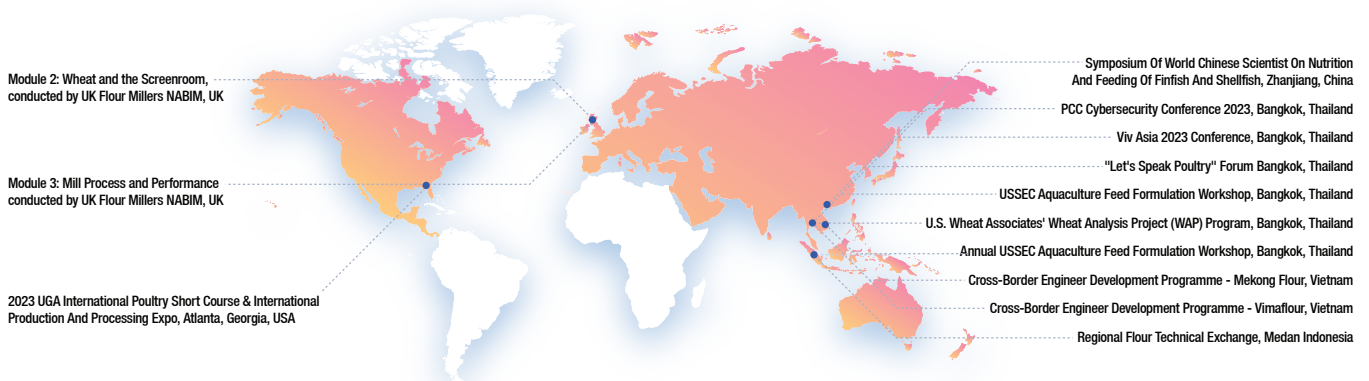 Module 2: Wheat and the Screenroom,
conducted by UK Flour Millers NABIM, UK
Module 3: Mill Process and Performance
conducted by UK Flour Millers NABIM, UK
2023 UGA International Poultry Short Course & International
Production And Processing Expo, Atlanta, Georgia, USA
Symposium Of World Chinese Scientist On Nutrition
And Feeding Of Finfish And Shellfish, Zhanjiang, China
PCC Cybersecurity Conference 2023, Bangkok, Thailand
Viv Asia 2023 Conference, Bangkok, Thailand
"Let's Speak Poultry" Forum Bangkok, Thailand
USSEC Aquaculture Feed Formulation Workshop, Bangkok, Thailand
U.S. Wheat Associates' Wheat Analysis Project (WAP) Program, Bangkok, Thailand
Annual USSEC Aquaculture Feed Formulation Workshop, Bangkok, Thailand
Cross-Border Engineer Development Programme - Mekong Flour, Vietnam
Cross-Border Engineer Development Programme - Vimaflour, Vietnam
Regional Flour Technical Exchange, Medan Indonesia